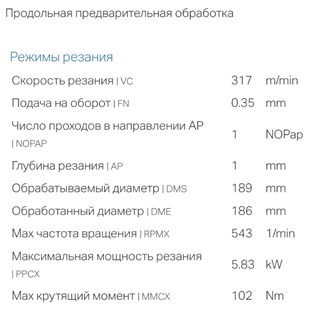 Продольная предварительная обработка
Режимы резания
Скорость резания | VC 317 m/min
Подача на оборот | FN 0.35 mm
Число проходов в направлении AP
| NOPAP 1 NOPap
Глубина резания | AP 1 mm
Обрабатываемый диаметр | DMS 189 mm
Обработанный диаметр | DME 186 mm
Max частота вращения | RPMX 543 1/min
Максимальная мощность резания
| PPCX 5.83 kW
Max крутящий момент | MMCX 102 Nm